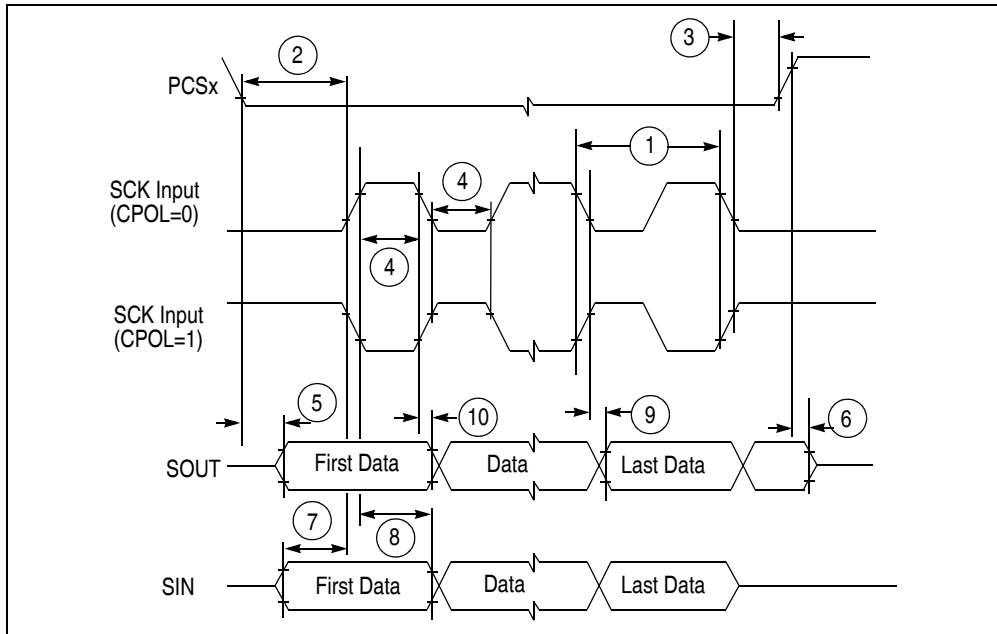 3
2
PCSx
1
4
SCK Input
(CPOL=0)
4
SCK Input
(CPOL=1)
5
10
9
6
SOUT
First Data
Data
Last Data
7
8
SIN
First Data
Data
Last Data